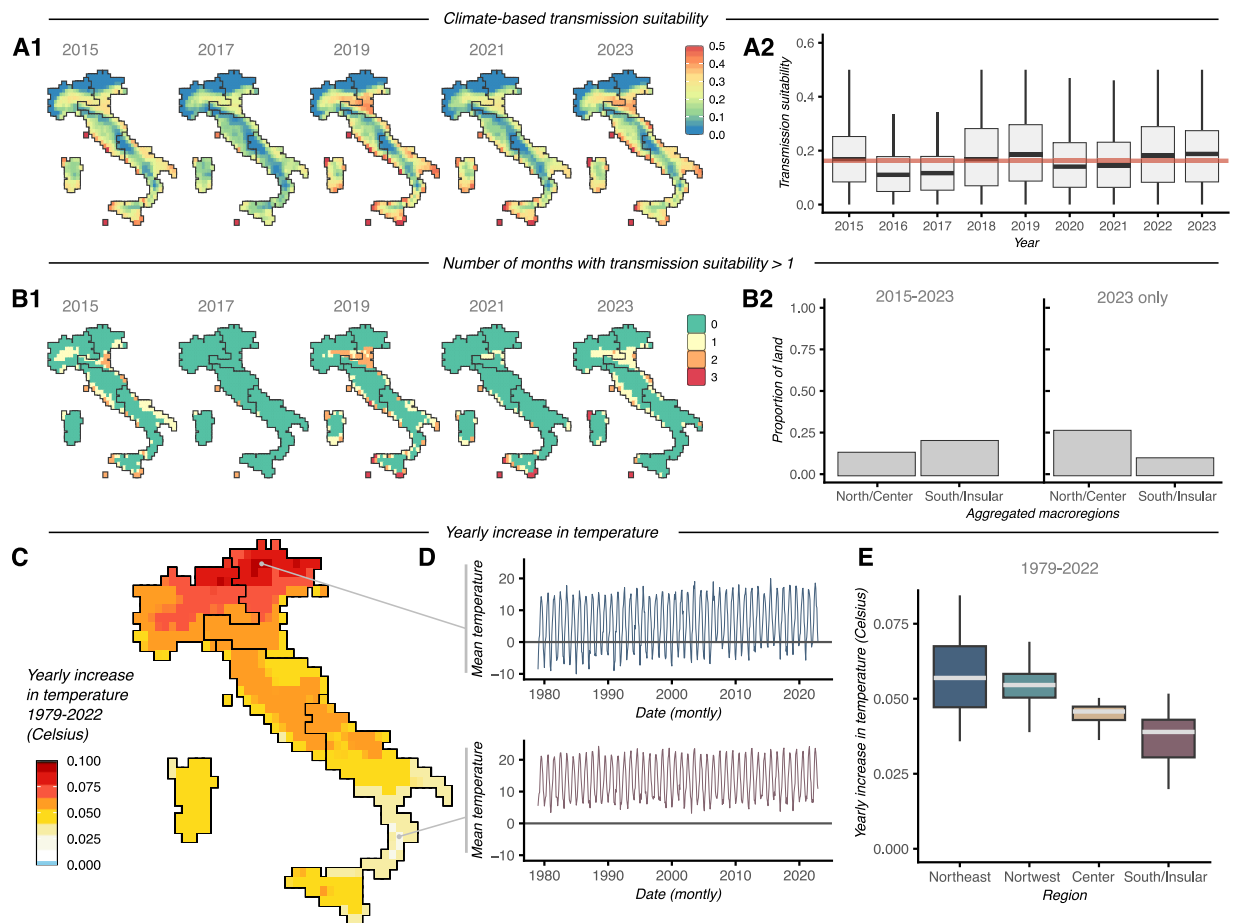 Climate-based transmission suitability
A1
2015
2017
2019
2021
2023
0.5
0.4
0.3
0.2
0.1
0.0
A2
Transmission suitability
0.6
0.4
0.2
0.0
2015 2016 2017 2018 2019 2020 2021 2022 2023
Year
Number of months with transmission suitability > 1
B1
2015
2017
2019
2021
2023
0
1
2
3
B2
2015-2023
2023 only
Proportion of land
1.00
0.75
0.50
0.25
0.00
North/Center South/Insular
North/Center South/Insular
Aggregated macroregions
Yearly increase in temperature
C
Yearly increase
in temperature
1979-2022
(Celsius)
0.100
0.075
0.050
0.025
0.000
D
Mean temperature
20
10
0
−10
1980 1990 2000 2010 2020
Date (montly)
Mean temperature
20
10
0
−10
1980 1990 2000 2010 2020
Date (montly)
E
1979-2022
Yearly increase in temperature (Celsius)
0.075
0.050
0.025
0.000
Northeast Nortwest Center South/Insular
Region